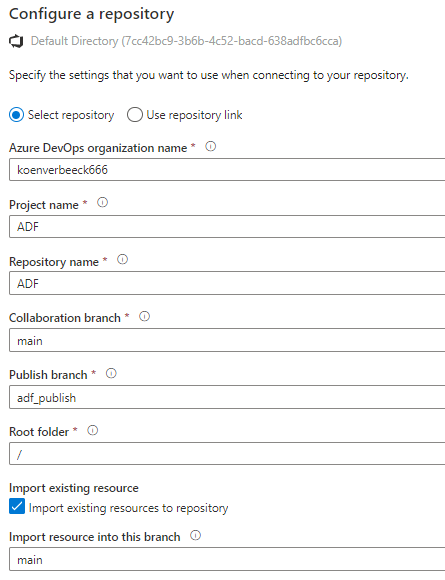 Configure a repository
Default Directory (7cc42bc9-3b6b-4c52-bacd-638adfbc6cca)
Specify the settings that you want to use when connecting to your repository.
Select repository Use repository link
Azure DevOps organization name *
koenverbeeck666
Project name *
ADF
Repository name *
ADF
Collaboration branch *
main
Publish branch *
adf_publish
Root folder *
/
Import existing resource
Import existing resources to repository
Import resource into this branch
main